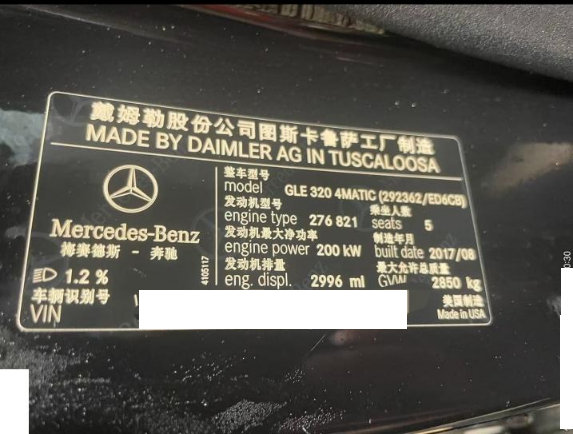 戴姆勒股份公司图斯卡鲁萨工厂制造
MADE BY DAIMLER AG IN TUSCALOOSA
Mercedes-Benz
梅赛德斯 - 奔驰
1.2 %
车辆识别号
VIN
4105117
整车型号
model GLE 320 4MATIC (292362/ED6CB)
发动机型号 乘坐人数
engine type 276 821 seats 5
发动机最大净功率 制造年月
engine power 200 kW built date 2017/08
发动机排量 最大允许总质量
eng. displ. 2996 ml GVW 2850 kg
美国制造
Made in USA
0:30